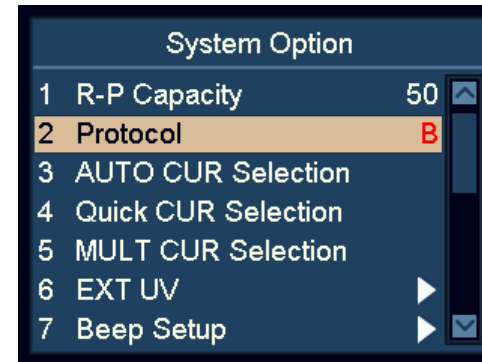 System Option
1 R-P Capacity 50
2 Protocol B
3 AUTO CUR Selection
4 Quick CUR Selection
5 MULT CUR Selection
6 EXT UV
7 Beep Setup